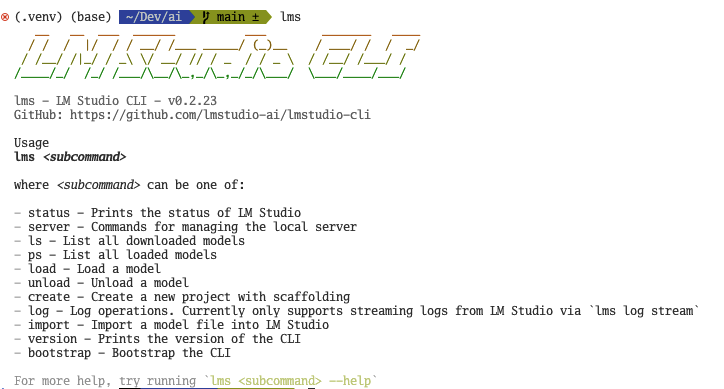 (.venv) (base) ~/Dev/ai main ± lms
LM Studio CLI
lms - LM Studio CLI - v0.2.23
GitHub: https://github.com/lmstudio-ai/lmstudio-cli
Usage
lms <subcommand>
where <subcommand> can be one of:
- status - Prints the status of LM Studio
- server - Commands for managing the local server
- ls - List all downloaded models
- ps - List all loaded models
- load - Load a model
- unload - Unload a model
- create - Create a new project with scaffolding
- log - Log operations. Currently only supports streaming logs from LM Studio via `lms log stream`
- import - Import a model file into LM Studio
- version - Prints the version of the CLI
- bootstrap - Bootstrap the CLI
For more help, try running `lms <subcommand> --help`